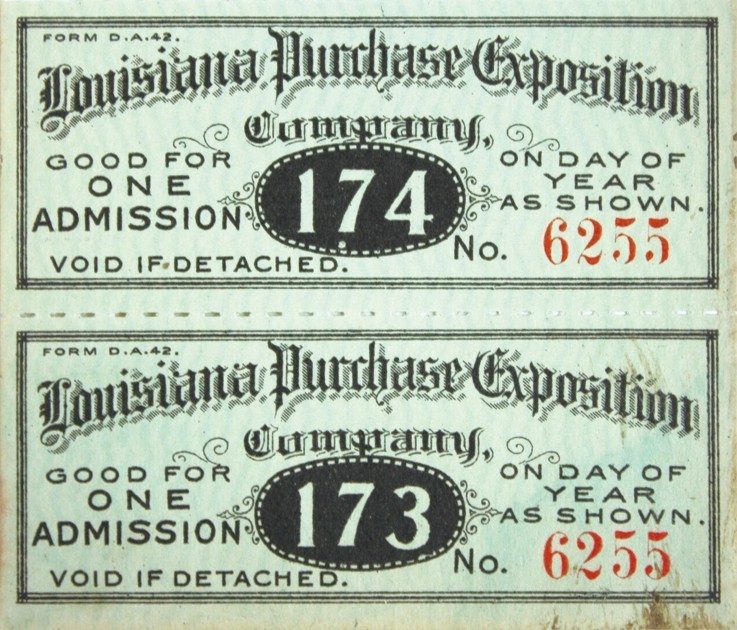 FORM D.A.42.
Louisiana Purchase Exposition
Company,
GOOD FOR
ONE
ADMISSION
174
ON DAY OF
YEAR
AS SHOWN.
VOID IF DETACHED.
No. 6255
FORM D.A.42.
Louisiana Purchase Exposition
Company,
GOOD FOR
ONE
ADMISSION
173
ON DAY OF
YEAR
AS SHOWN.
VOID IF DETACHED.
No. 6255